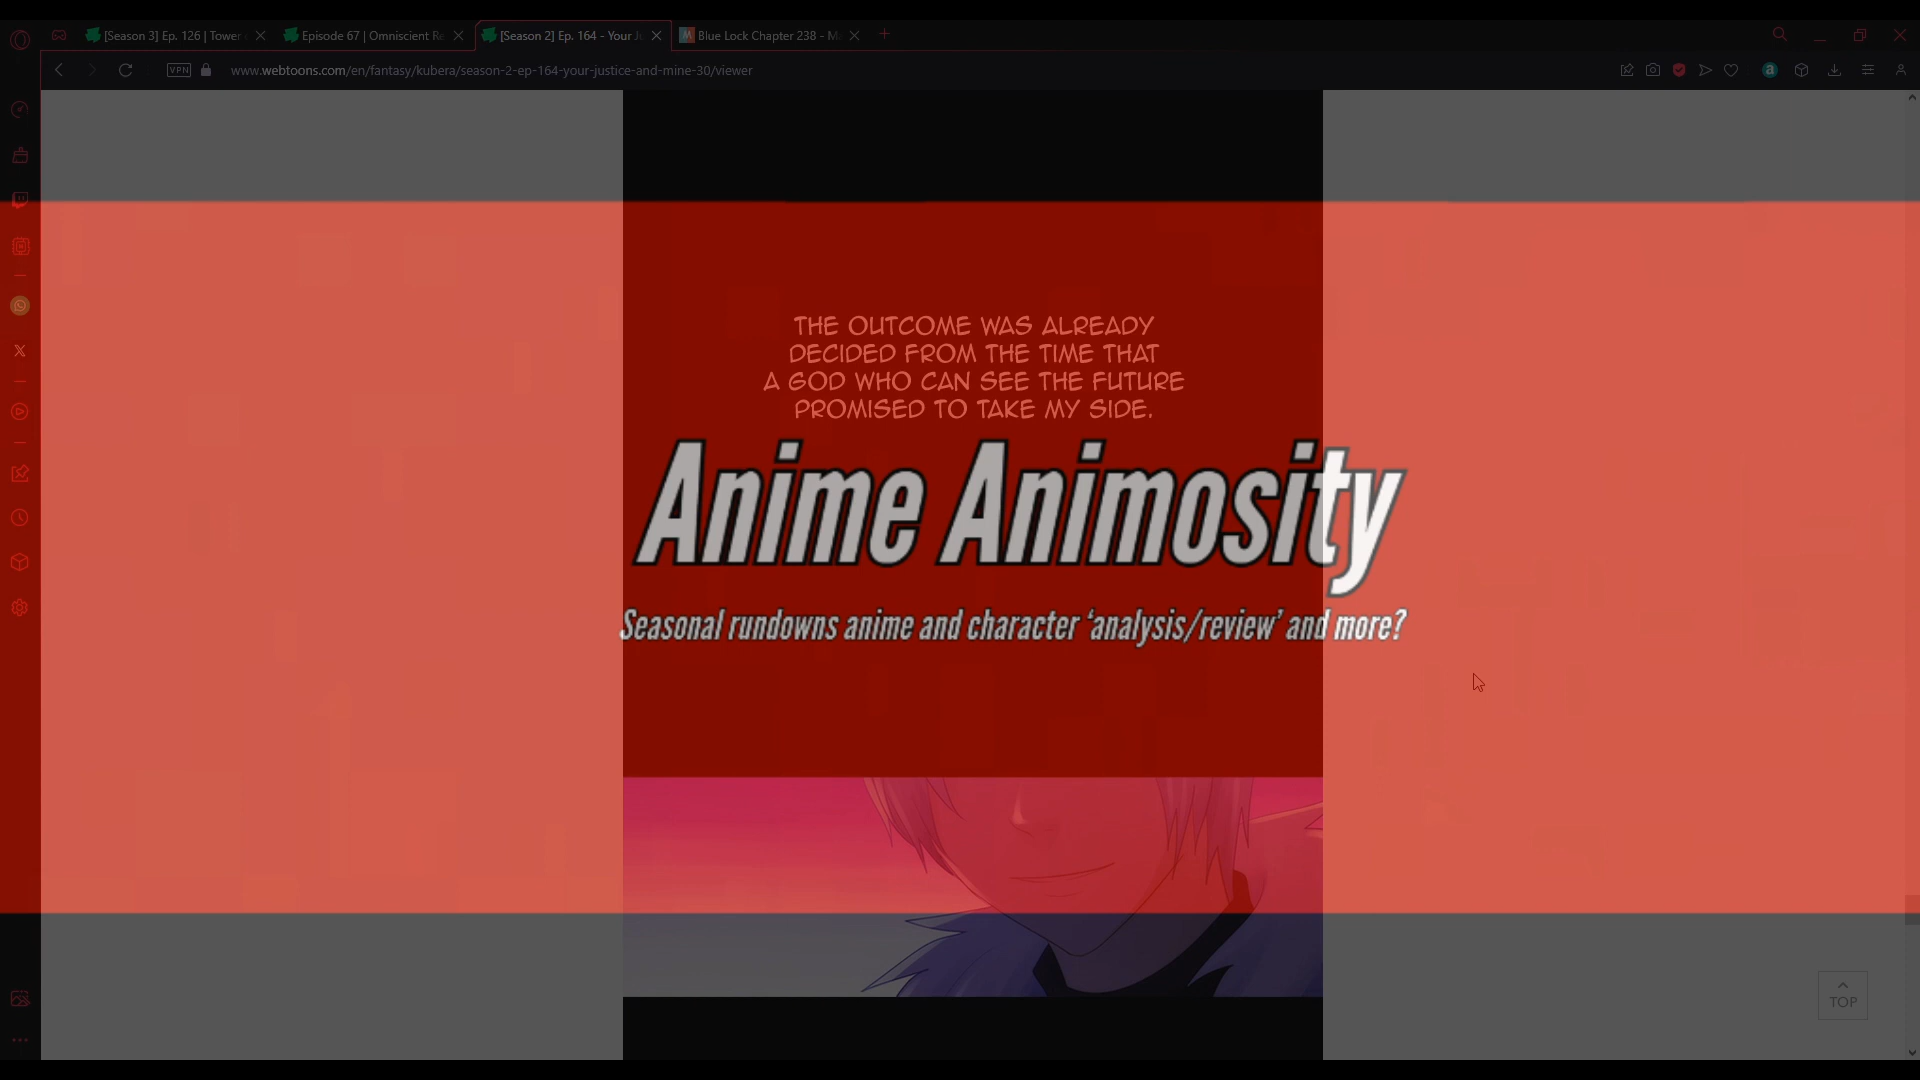 [Season 3] Ep. 126 | Tower
Episode 67 | Omniscient Re
[Season 2] Ep. 164 - Your Ju
Blue Lock Chapter 238 - M
VPN
www.webtoons.com/en/fantasy/kubera/season-2-ep-164-your-justice-and-mine-30/viewer
a
THE OUTCOME WAS ALREADY
DECIDED FROM THE TIME THAT
A GOD WHO CAN SEE THE FUTURE
PROMISED TO TAKE MY SIDE.
Anime Animosity
Seasonal rundowns anime and character ‘analysis/review’ and more?
TOP